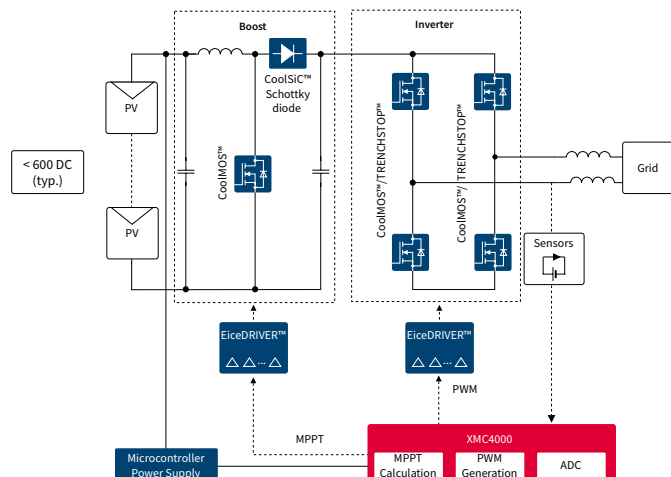 Boost
Inverter
CoolSiC™
Schottky
diode
PV
CoolMOS™
CoolMOS™/TRENCHSTOP™
CoolMOS™/ TRENCHSTOP™
< 600 DC
(typ.)
Grid
PV
Sensors
EiceDRIVER™
...
EiceDRIVER™
...
PWM
MPPT
XMC4000
Microcontroller
Power Supply
MPPT
Calculation
PWM
Generation
ADC